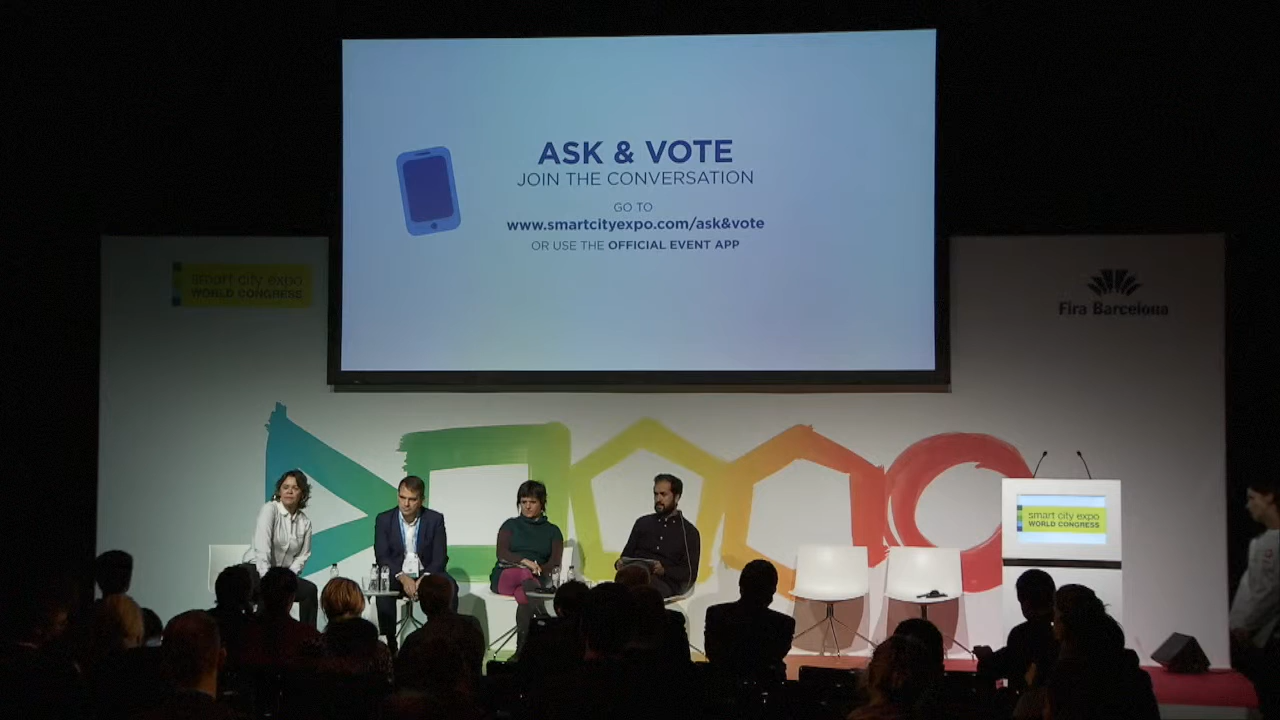 ASK & VOTE
JOIN THE CONVERSATION
GO TO
www.smartcityexpo.com/ask&vote
OR USE THE OFFICIAL EVENT APP
smart city expo
WORLD CONGRESS
Fira Barcelona
smart city expo
WORLD CONGRESS